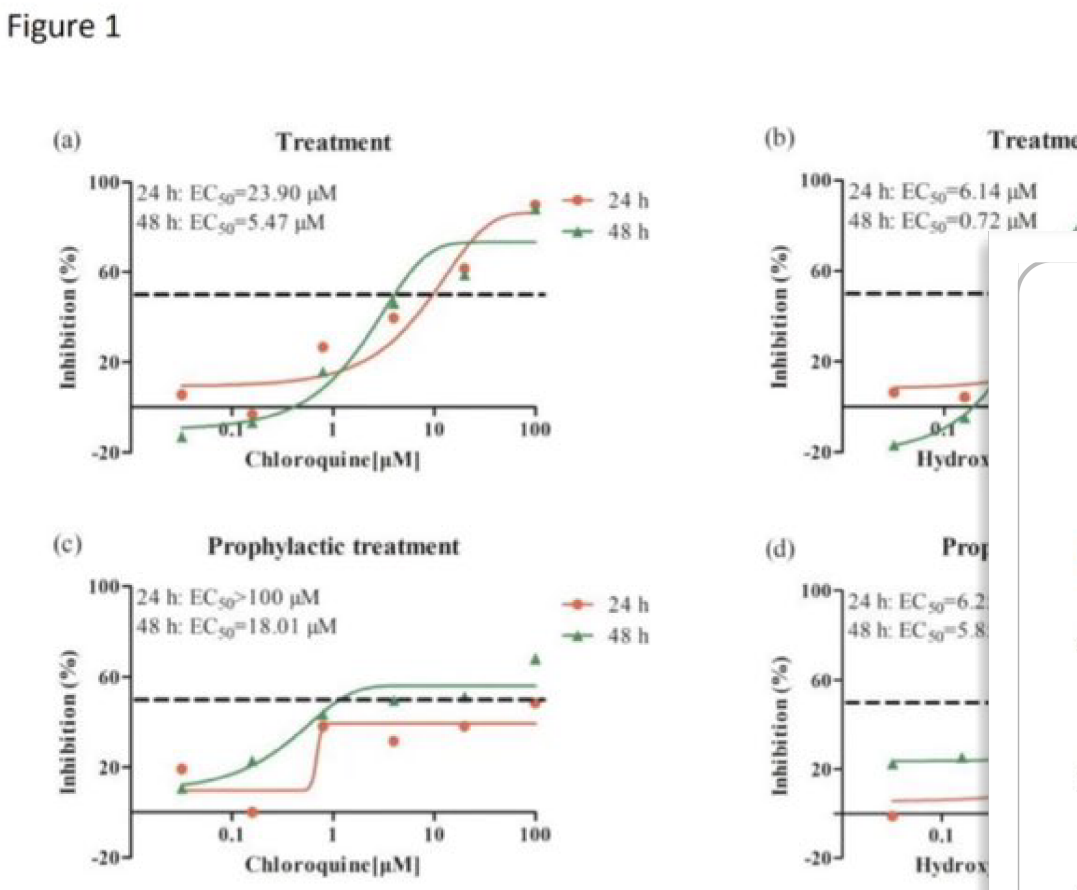 Figure 1
(a)
Treatment
100
60
20
-20
Inhibition (%)
24 h: EC50=23.90 μM
48 h: EC50=5.47 μM
24 h
48 h
0.1
1
10
100
Chloroquine[μM]
(b)
100
60
20
-20
Inhibition (%)
24 h: EC50=6.14 μM
48 h: EC50=0.72 μM
0.1
(c)
Prophylactic treatment
100
60
20
-20
Inhibition (%)
24 h: EC50>100 μM
48 h: EC50=18.01 μM
24 h
48 h
0.1
1
10
100
Chloroquine[μM]
(d)
100
60
20
-20
Inhibition (%)
24 h:
48 h:
0.1